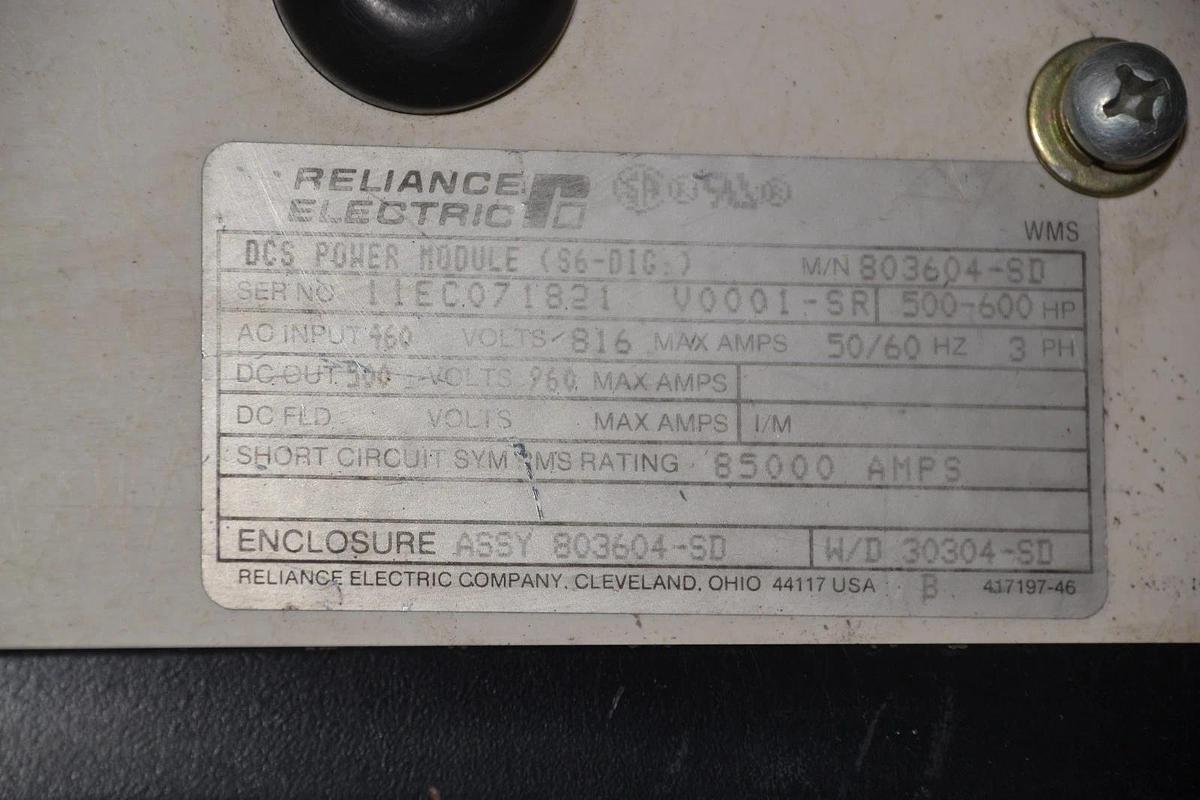 RELIANCE
ELECTRIC
WMS
DCS POWER MODULE (S6-DIG.) M/N 803604-SD
SER NO 11EC071821 V0001-SR 500-600 HP
AC INPUT 460 VOLTS 816 MAX AMPS 50/60 HZ 3 PH
DC OUT 500 VOLTS 960 MAX AMPS
DC FLD VOLTS MAX AMPS I/M
SHORT CIRCUIT SYM RMS RATING 85000 AMPS
ENCLOSURE ASSY 803604-SD W/D 30304-SD
RELIANCE ELECTRIC COMPANY. CLEVELAND, OHIO 44117 USA B 417197-46